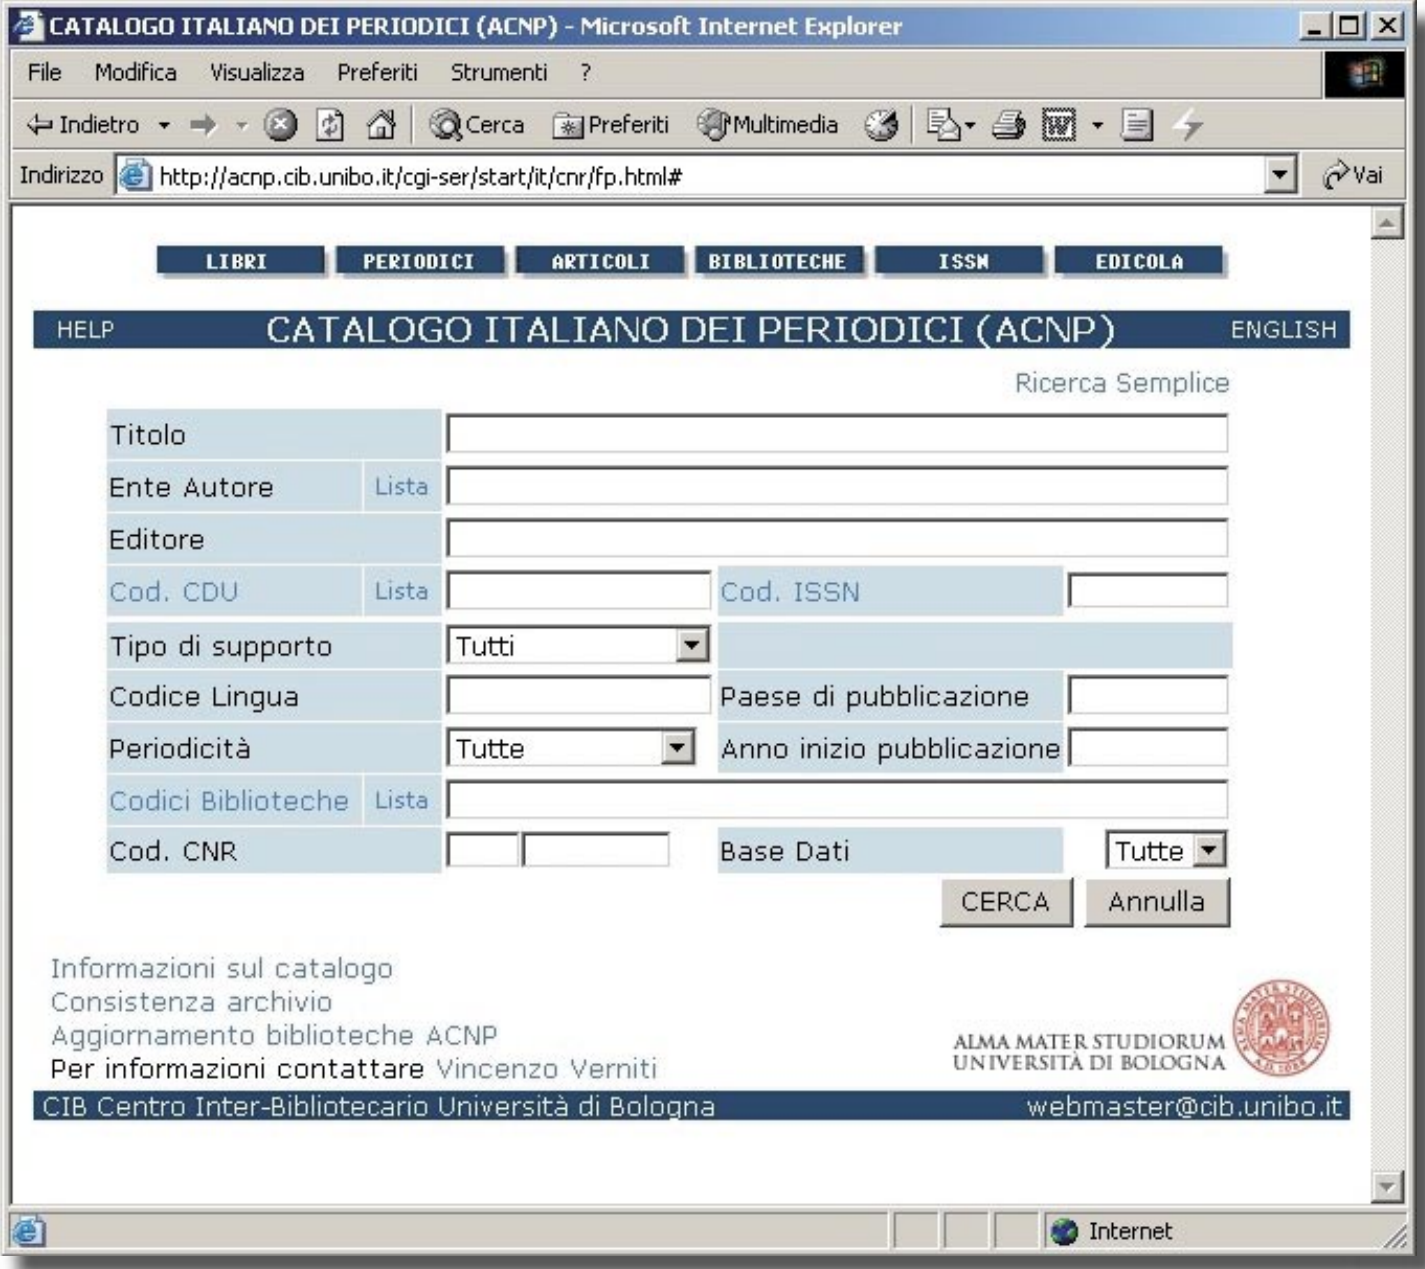 CATALOGO ITALIANO DEI PERIODICI (ACNP) - Microsoft Internet Explorer
File Modifica Visualizza Preferiti Strumenti ?
Indietro Cerca Preferiti Multimedia
Indirizzo http://acnp.cib.unibo.it/cgi-ser/start/it/cnr/fp.html# Vai
LIBRI PERIODICI ARTICOLI BIBLIOTECHE ISSN EDICOLA
HELP CATALOGO ITALIANO DEI PERIODICI (ACNP) ENGLISH
Ricerca Semplice
Titolo
Ente Autore Lista
Editore
Cod. CDU Lista Cod. ISSN
Tipo di supporto Tutti
Codice Lingua Paese di pubblicazione
Periodicità Tutte Anno inizio pubblicazione
Codici Biblioteche Lista
Cod. CNR Base Dati Tutte
CERCA Annulla
Informazioni sul catalogo
Consistenza archivio
Aggiornamento biblioteche ACNP
Per informazioni contattare Vincenzo Verniti
ALMA MATER STUDIORUM
UNIVERSITÀ DI BOLOGNA
CIB Centro Inter-Bibliotecario Università di Bologna webmaster@cib.unibo.it
Internet